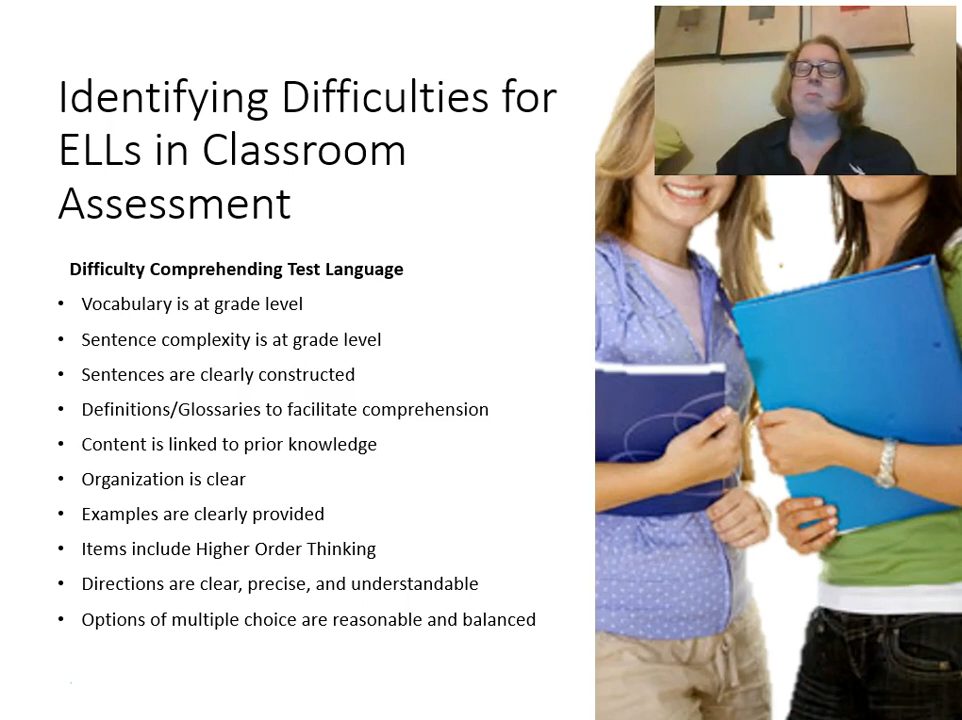 Identifying Difficulties for
ELLs in Classroom
Assessment
Difficulty Comprehending Test Language
• Vocabulary is at grade level
• Sentence complexity is at grade level
• Sentences are clearly constructed
• Definitions/Glossaries to facilitate comprehension
• Content is linked to prior knowledge
• Organization is clear
• Examples are clearly provided
• Items include Higher Order Thinking
• Directions are clear, precise, and understandable
• Options of multiple choice are reasonable and balanced